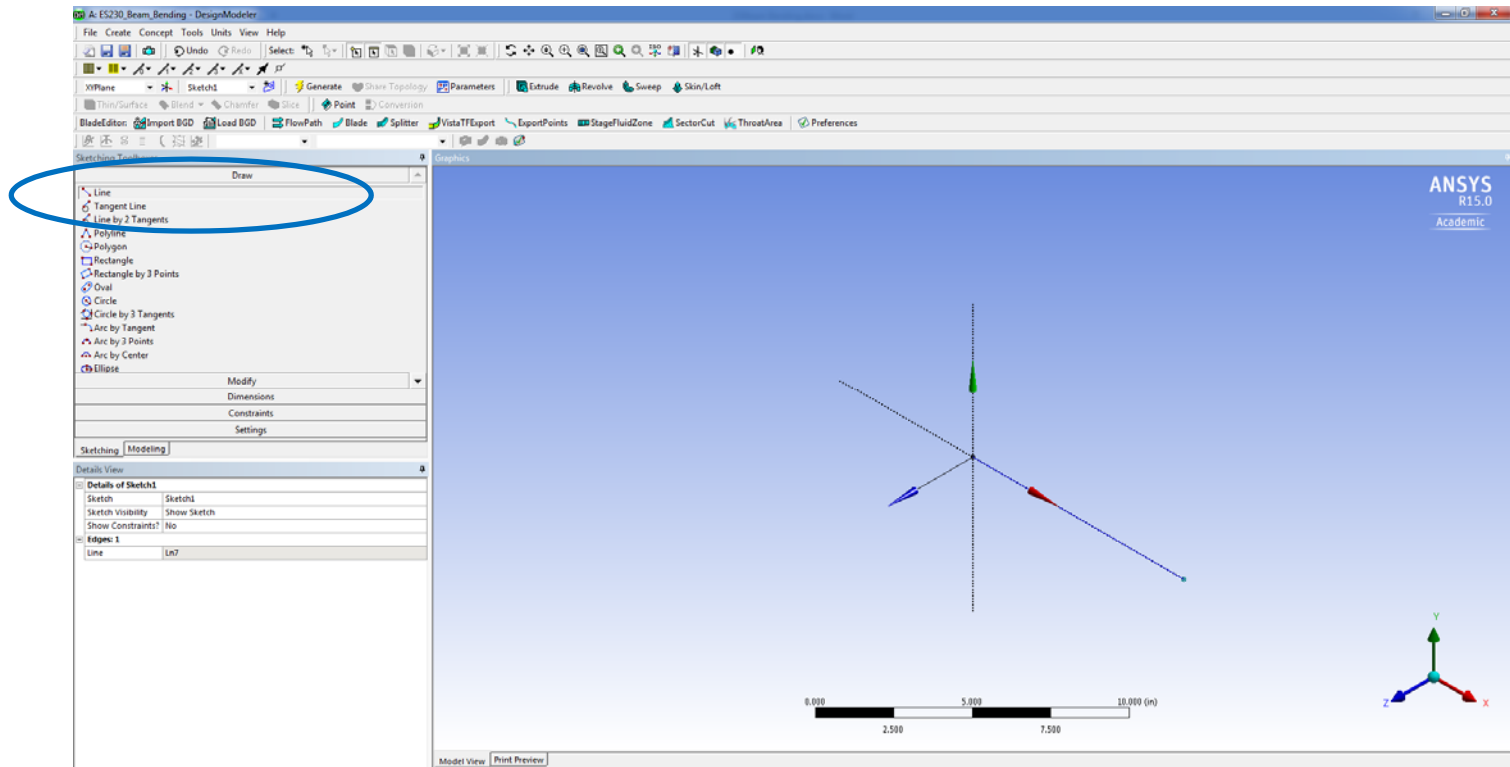 A: ES230_Beam_Bending - DesignModeler
File Create Concept Tools Units View Help
Undo Redo Select:
XYPlane Sketch1 Generate Share Topology Parameters Extrude Revolve Sweep Skin/Loft
Thin/Surface Blend Chamfer Slice Point Conversion
BladeEditor: Import BGD Load BGD FlowPath Blade Splitter VistaTFExport ExportPoints StageFluidZone SectorCut ThroatArea Preferences
Sketching Toolboxes
Draw
Line
Tangent Line
Line by 2 Tangents
Polyline
Polygon
Rectangle
Rectangle by 3 Points
Oval
Circle
Circle by 3 Tangents
Arc by Tangent
Arc by 3 Points
Arc by Center
Ellipse
Modify
Dimensions
Constraints
Settings
Sketching Modeling
Details View
Details of Sketch1
Sketch Sketch1
Sketch Visibility Show Sketch
Show Constraints? No
Edges: 1
Line Ln7
Graphics
ANSYS
R15.0
Academic
0.000 5.000 10.000 (in)
2.500 7.500
Y
Z X
Model View Print Preview